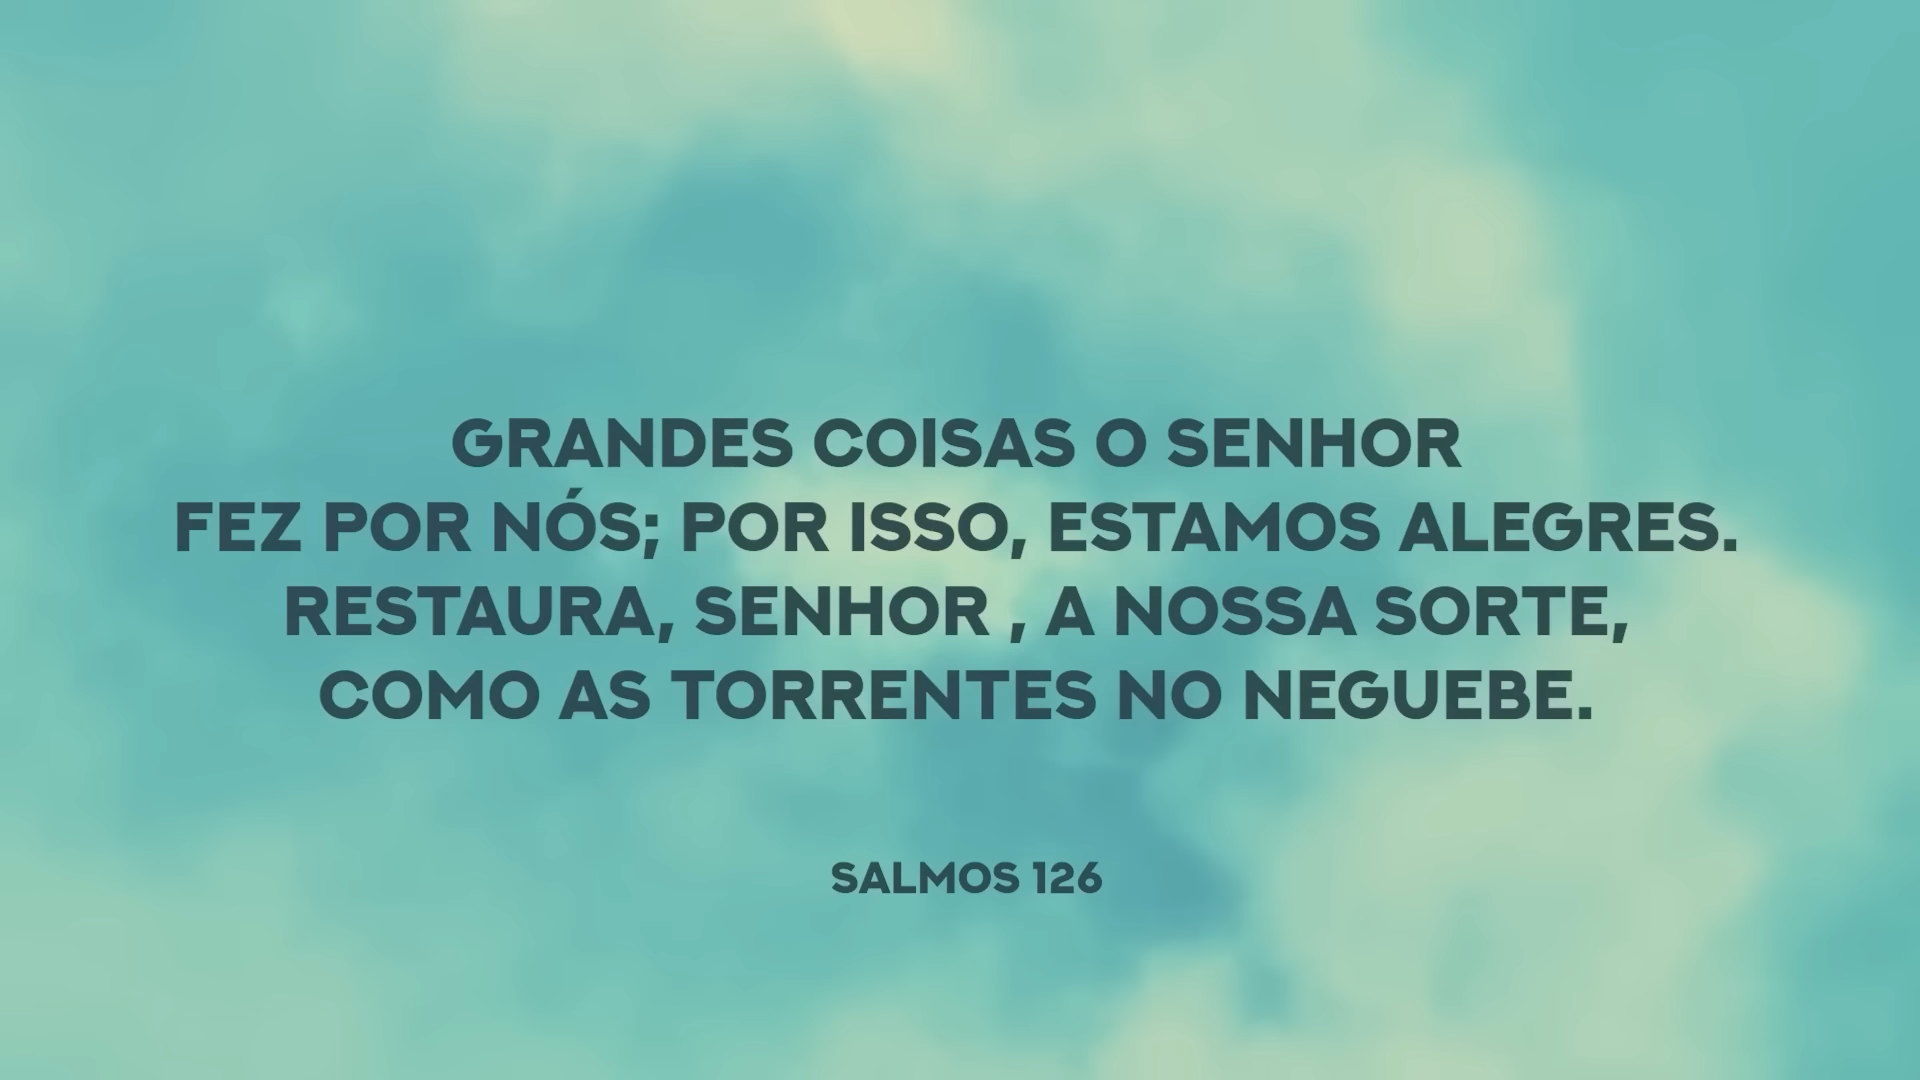 GRANDES COISAS O SENHOR
FEZ POR NÓS; POR ISSO, ESTAMOS ALEGRES.
RESTAURA, SENHOR , A NOSSA SORTE,
COMO AS TORRENTES NO NEGUEBE.
SALMOS 126